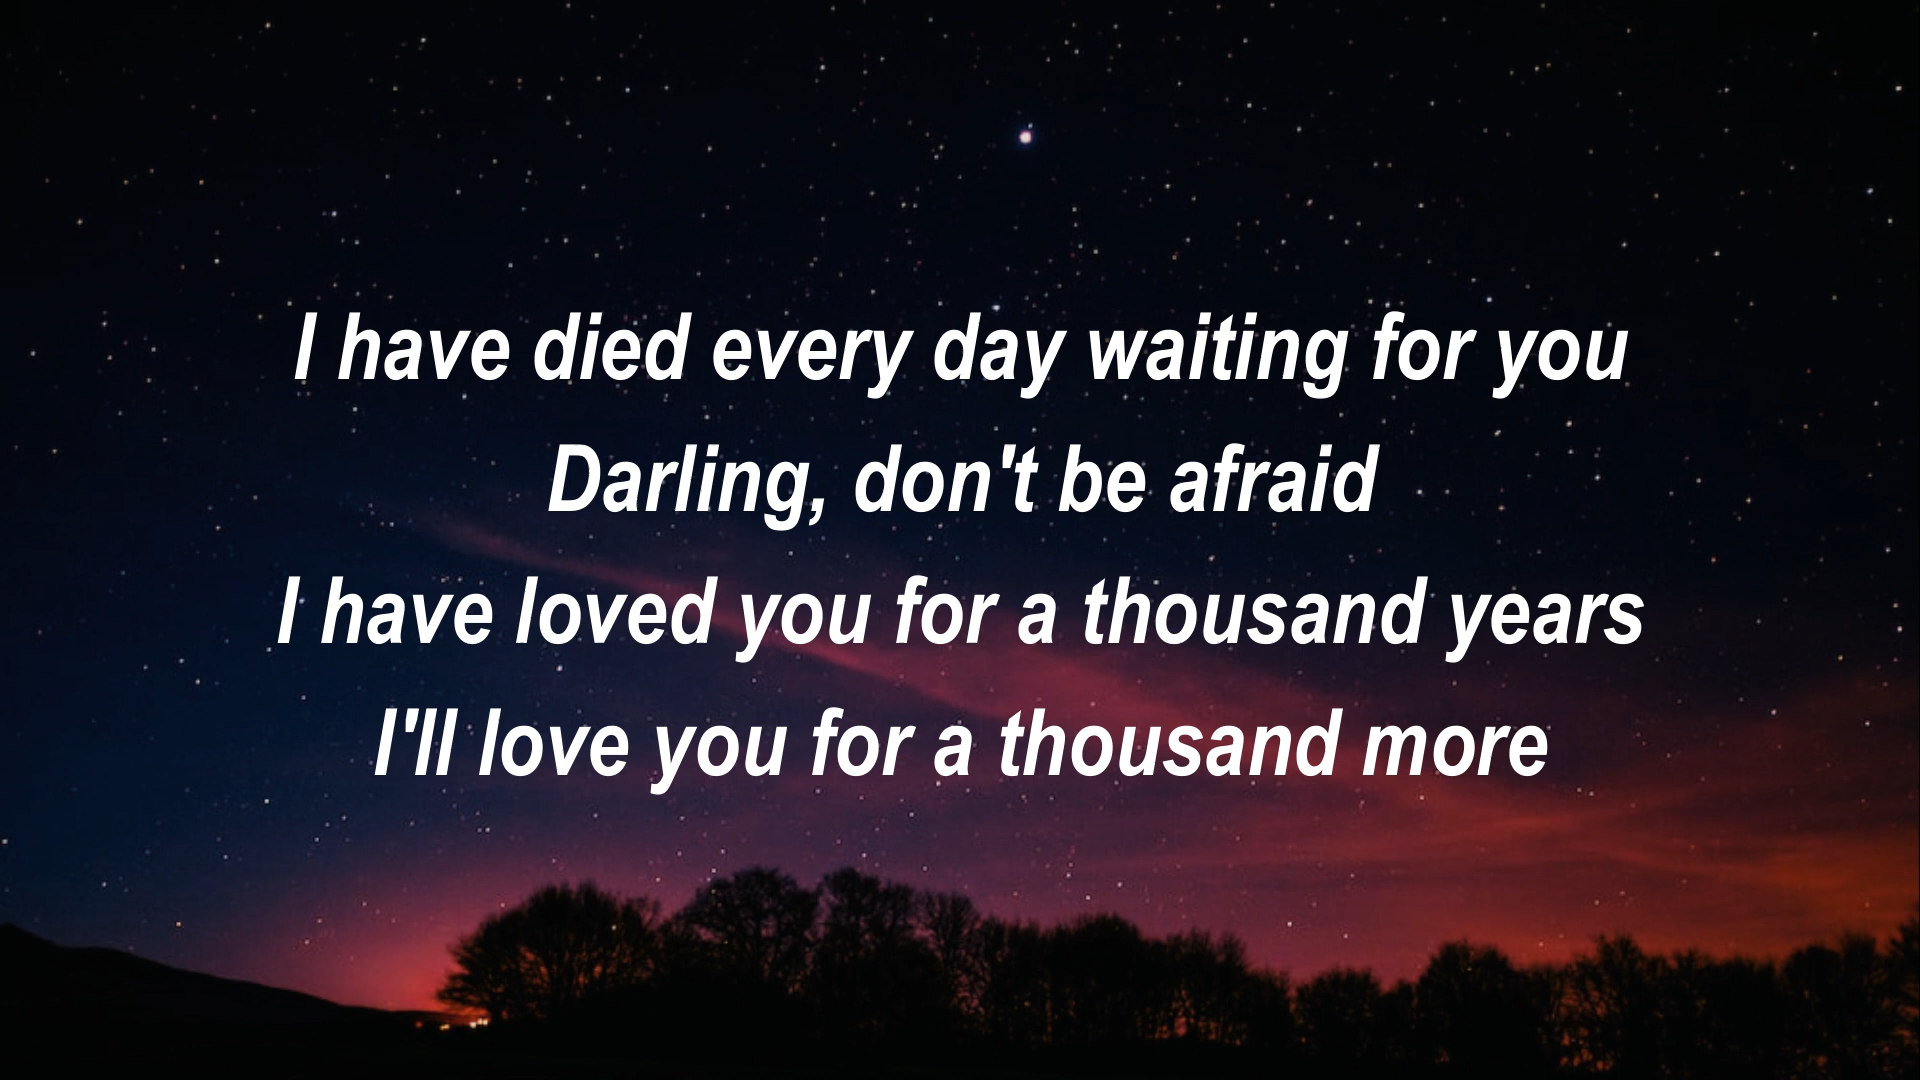 I have died every day waiting for you
Darling, don't be afraid
I have loved you for a thousand years
I'll love you for a thousand more